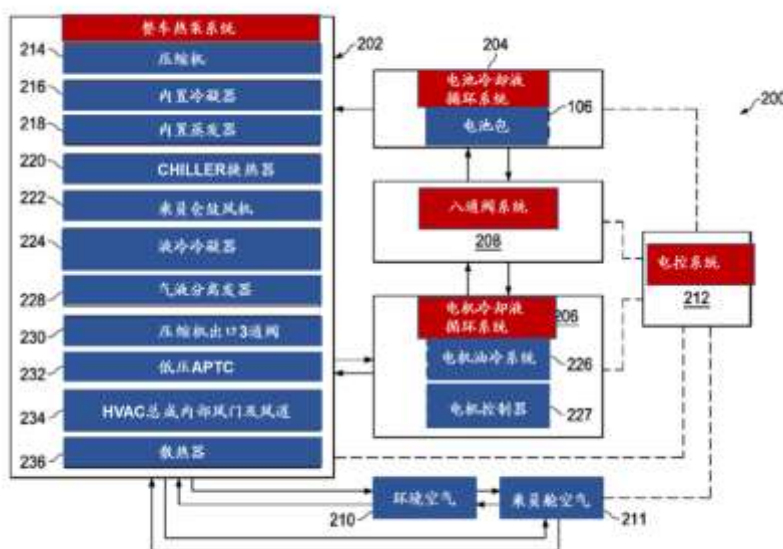 整车热泵系统
214
压缩机
202
216
内置冷凝器
218
内置蒸发器
220
CHILLER换热器
222
乘员仓鼓风机
224
液冷冷凝器
228
气液分离发器
230
压缩机出口3通阀
232
低压APTC
234
HVAC总成内部风门及风道
236
散热器
204
电池冷却液
循环系统
106
电池包
200
八通阀系统
208
电控系统
212
电机冷却液
循环系统
206
电机油冷系统
226
电机控制器
227
环境空气
210
乘员舱空气
211